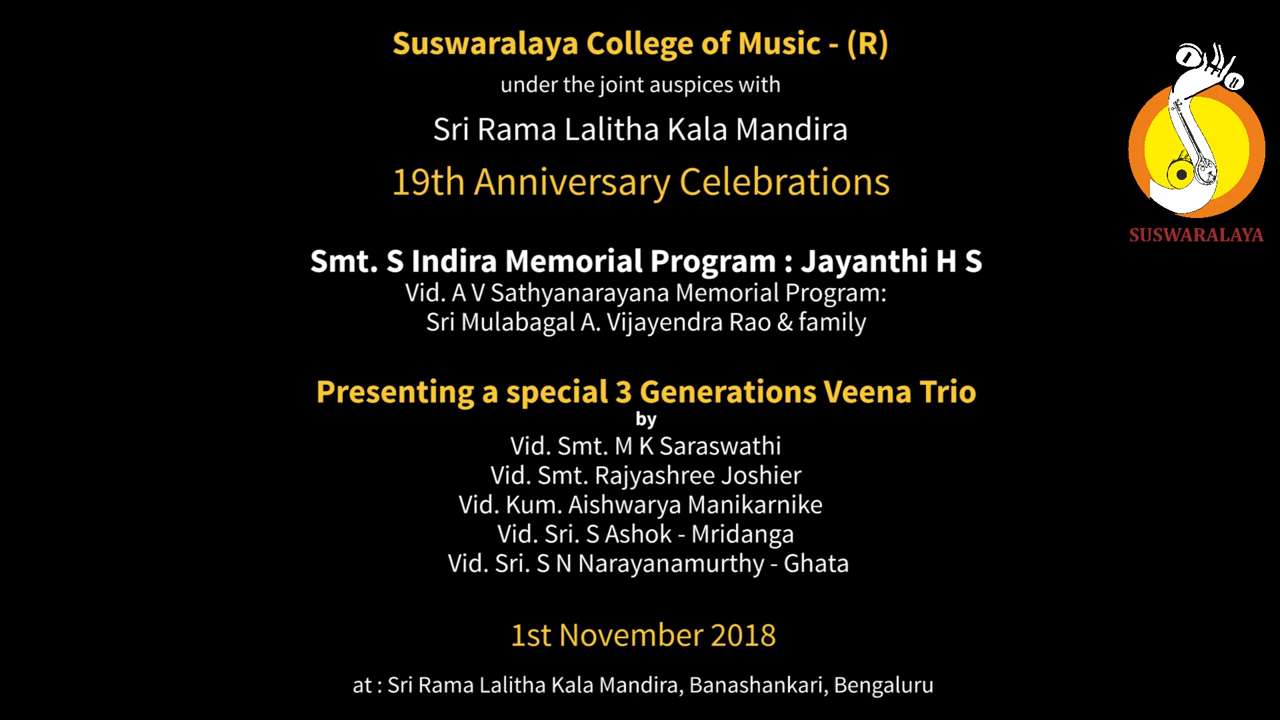 Suswaralaya College of Music - (R)
under the joint auspices with
Sri Rama Lalitha Kala Mandira
19th Anniversary Celebrations
SUSWARALAYA
Smt. S Indira Memorial Program : Jayanthi H S
Vid. A V Sathyanarayana Memorial Program:
Sri Mulabagal A. Vijayendra Rao & family
Presenting a special 3 Generations Veena Trio
by
Vid. Smt. M K Saraswathi
Vid. Smt. Rajyashree Joshier
Vid. Kum. Aishwarya Manikarnike
Vid. Sri. S Ashok - Mridanga
Vid. Sri. S N Narayanamurthy - Ghata
1st November 2018
at : Sri Rama Lalitha Kala Mandira, Banashankari, Bengaluru